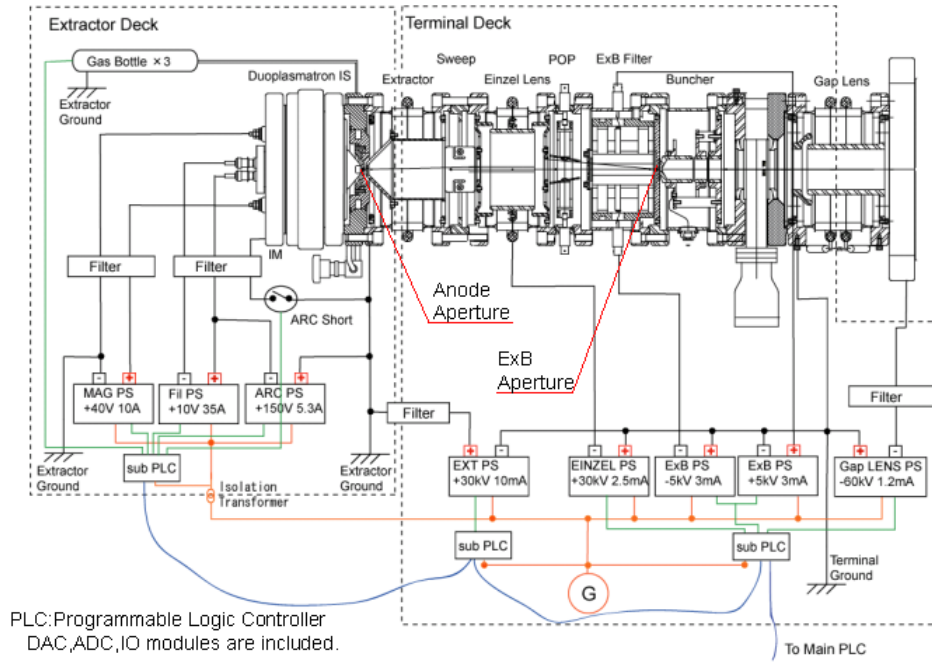 Extractor Deck
Terminal Deck
Gas Bottle ×3
Duoplasmatron IS
Extractor
Sweep
Einzel Lens
POP
ExB Filter
Buncher
Gap Lens
Extractor
Ground
IM
Filter
Filter
ARC Short
Anode
Aperture
ExB
Aperture
- +
MAG PS
+40V 10A
- +
Fil PS
+10V 35A
- +
ARC PS
+150V 5.3A
Filter
Filter
+ -
EXT PS
+30kV 10mA
- +
EINZEL PS
+30kV 2.5mA
- +
ExB PS
-5kV 3mA
- +
ExB PS
+5kV 3mA
+ -
Gap LENS PS
-60kV 1.2mA
Extractor
Ground
sub PLC
Isolation
Transformer
Extractor
Ground
sub PLC
sub PLC
G
Terminal
Ground
PLC:Programmable Logic Controller
DAC,ADC,IO modules are included.
To Main PLC